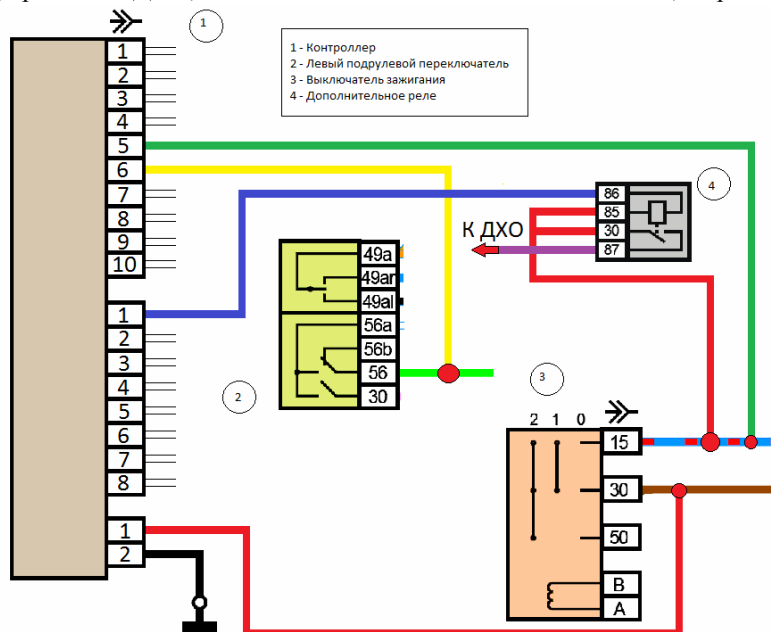 1
1 - Контроллер
2 - Левый подрулевой переключатель
3 - Выключатель зажигания
4 - Дополнительное реле
1
2
3
4
5
6
7
8
9
10
1
2
3
4
5
6
7
8
1
2
86
85
30
87
4
К ДХО
49a
49ar
49al
56a
56b
56
30
2
3
2 1 0
15
30
50
B
A